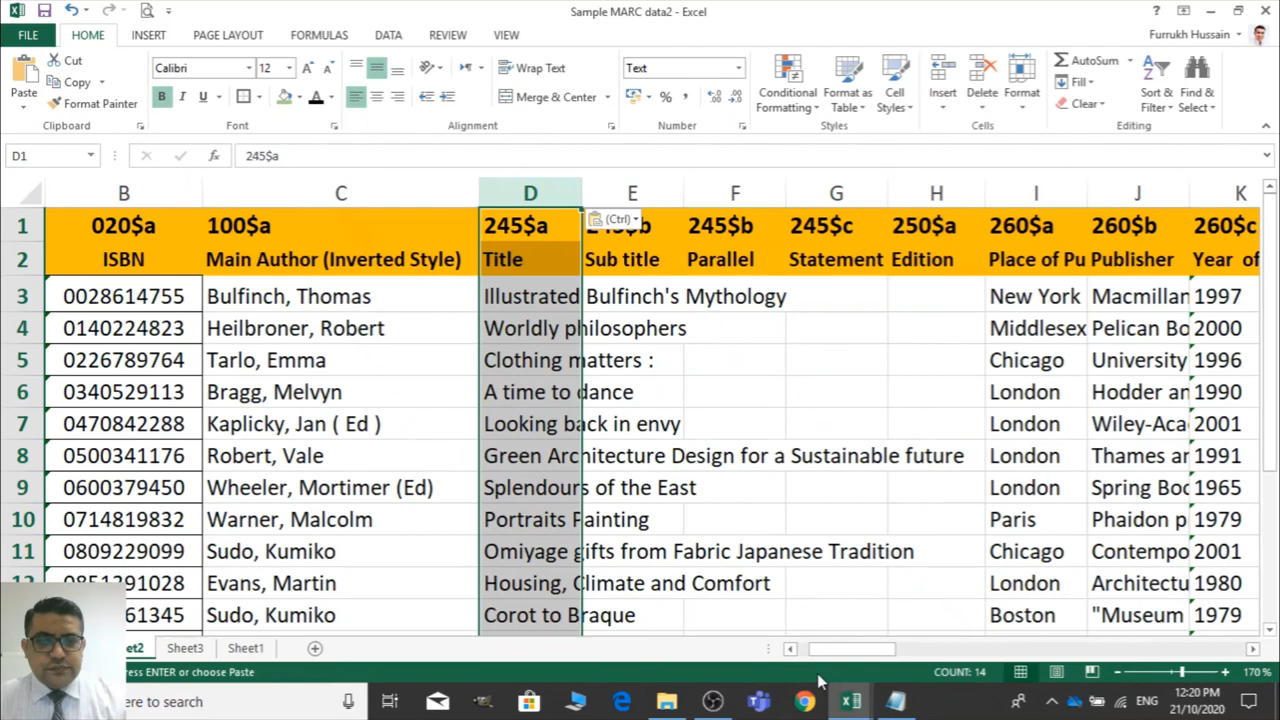 Sample MARC data2 - Excel
?
FILE HOME INSERT PAGE LAYOUT FORMULAS DATA REVIEW VIEW Furrukh Hussain
Cut Calibri 12 Wrap Text Text Conditional Format as Cell Insert Delete Format AutoSum Sort & Find &
Copy Fill
Paste Format Painter B I U Merge & Center % Formatting Table Styles Clear Filter Select
Clipboard Font Alignment Number Styles Cells Editing
D1 fx 245$a
B C D E F G H I J K
1 020$a 100$a 245$a (Ctrl) $b 245$b 245$c 250$a 260$a 260$b 260$c
2 ISBN Main Author (Inverted Style) Title Sub title Parallel Statement Edition Place of Pu Publisher Year of
3 0028614755 Bulfinch, Thomas Illustrated Bulfinch's Mythology New York Macmillan 1997
4 0140224823 Heilbroner, Robert Worldly philosophers Middlesex Pelican Bo 2000
5 0226789764 Tarlo, Emma Clothing matters : Chicago University 1996
6 0340529113 Bragg, Melvyn A time to dance London Hodder an 1990
7 0470842288 Kaplicky, Jan ( Ed ) Looking back in envy London Wiley-Aca 2001
8 0500341176 Robert, Vale Green Architecture Design for a Sustainable future London Thames ar 1991
9 0600379450 Wheeler, Mortimer (Ed) Splendours of the East London Spring Boo 1965
10 0714819832 Warner, Malcolm Portraits Painting Paris Phaidon p 1979
11 0809229099 Sudo, Kumiko Omiyage gifts from Fabric Japanese Tradition Chicago Contempo 2001
12 0851391028 Evans, Martin Housing, Climate and Comfort London Architectu 1980
61345 Sudo, Kumiko Corot to Braque Boston "Museum 1979
et2 Sheet3 Sheet1
press ENTER or choose Paste COUNT: 14 170 %
here to search ENG 12:20 PM
21/10/2020